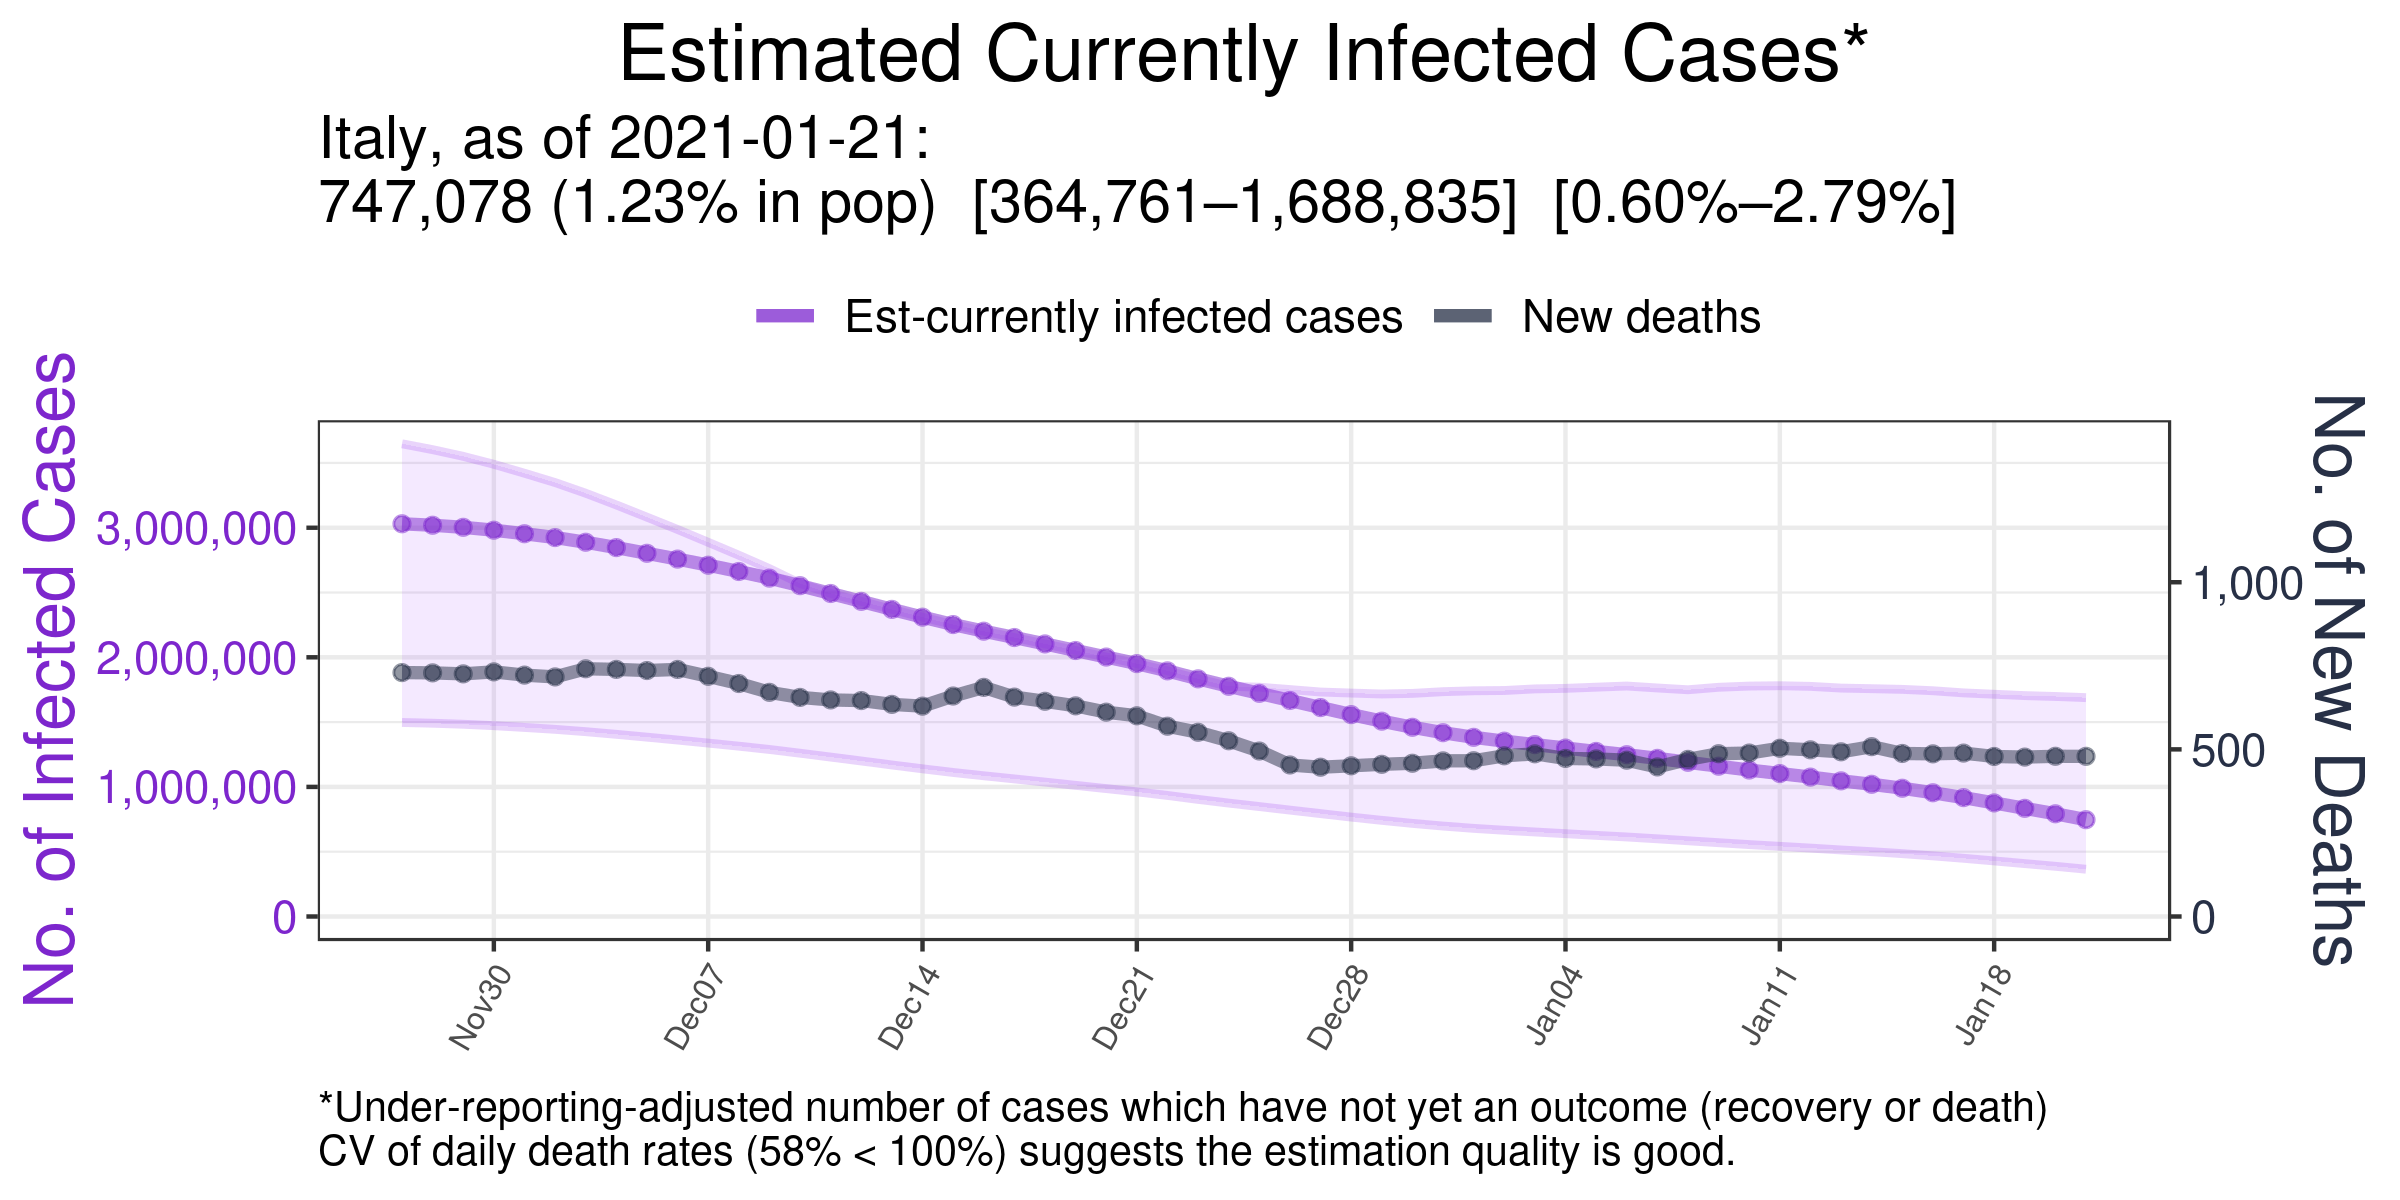 Estimated Currently Infected Cases*
Italy, as of 2021-01-21:
747,078 (1.23% in pop)  [364,761–1,688,835]  [0.60%–2.79%]
Est-currently infected cases
New deaths
No. of Infected Cases
3,000,000
2,000,000
1,000,000
0
No. of New Deaths
1,000
500
0
Nov30
Dec07
Dec14
Dec21
Dec28
Jan04
Jan11
Jan18
*Under-reporting-adjusted number of cases which have not yet an outcome (recovery or death)
CV of daily death rates (58% < 100%) suggests the estimation quality is good.